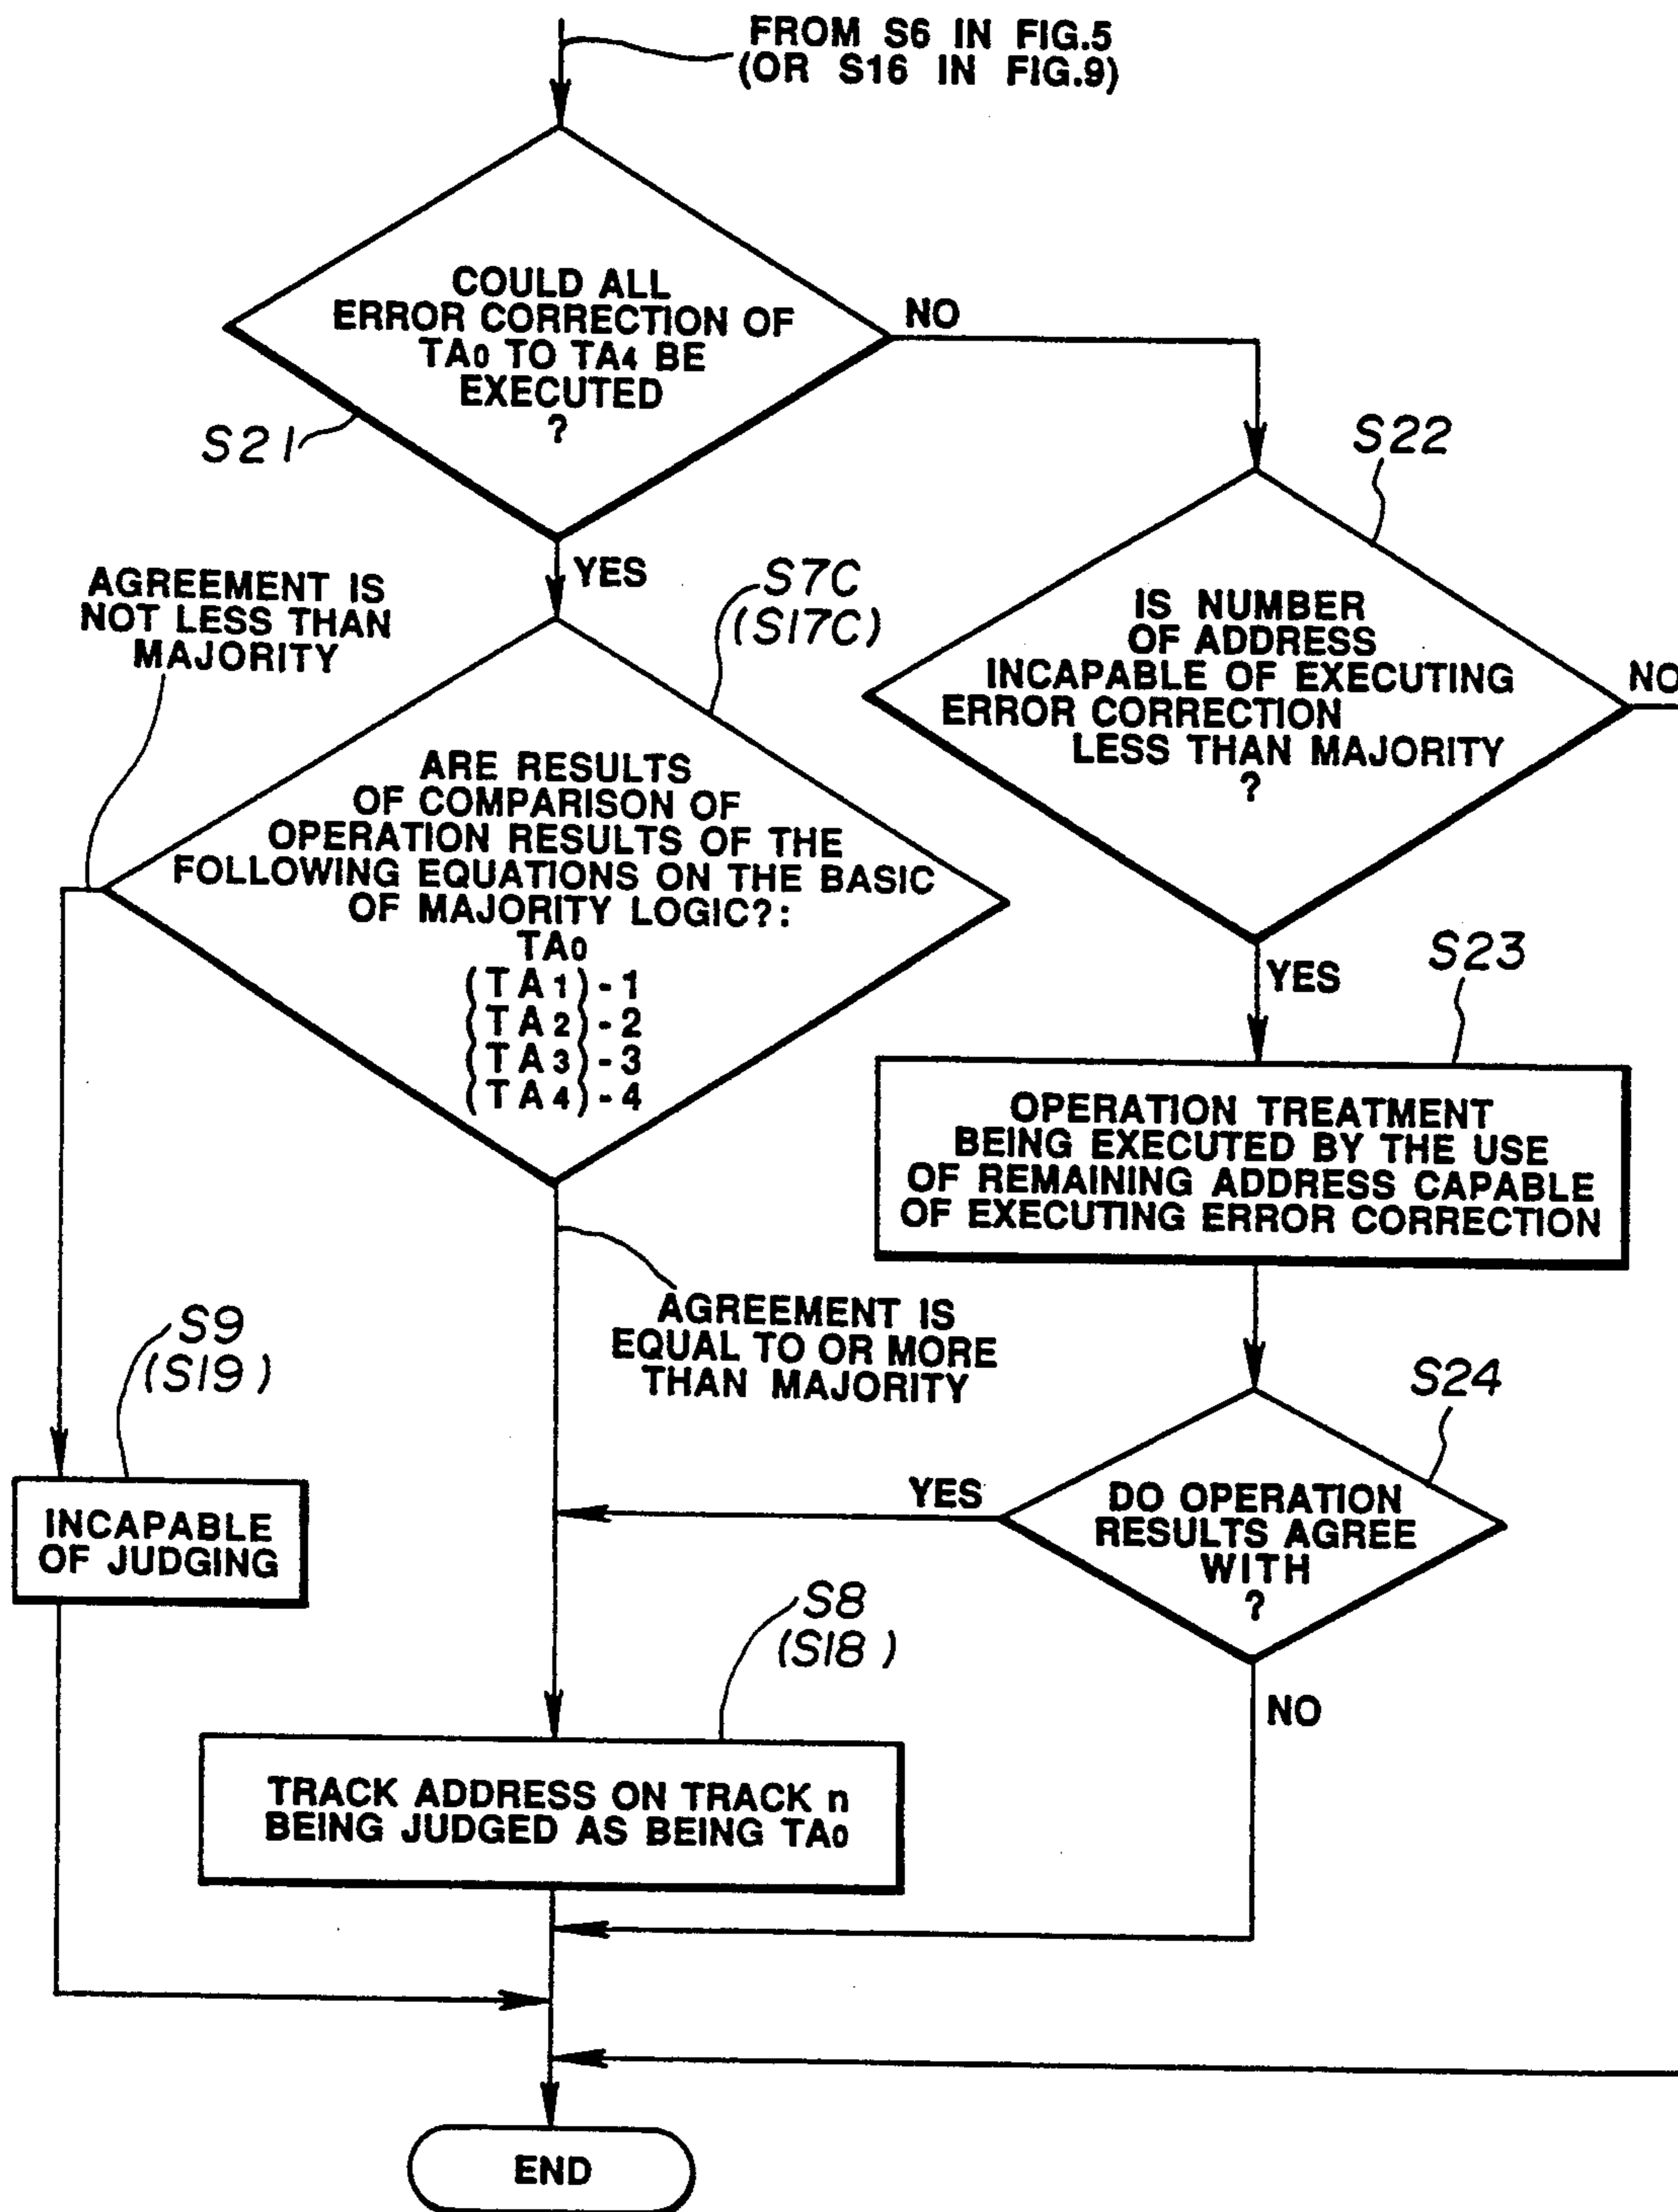 FROM S6 IN FIG.5
(OR S16 IN FIG.9)
COULD ALL
ERROR CORRECTION OF
TA0 TO TA4 BE
EXECUTED
?
NO
S21
S22
YES
AGREEMENT IS
NOT LESS THAN
MAJORITY
S7C
(S17C)
IS NUMBER
OF ADDRESS
INCAPABLE OF EXECUTING
ERROR CORRECTION
LESS THAN MAJORITY
?
NO
ARE RESULTS
OF COMPARISON OF
OPERATION RESULTS OF THE
FOLLOWING EQUATIONS ON THE BASIC
OF MAJORITY LOGIC?:
TA0
(TA1)-1
(TA2)-2
(TA3)-3
(TA4)-4
YES
S23
OPERATION TREATMENT
BEING EXECUTED BY THE USE
OF REMAINING ADDRESS CAPABLE
OF EXECUTING ERROR CORRECTION
AGREEMENT IS
EQUAL TO OR MORE
THAN MAJORITY
S9
(S19)
S24
INCAPABLE
OF JUDGING
YES
DO OPERATION
RESULTS AGREE
WITH
?
S8
(S18)
NO
TRACK ADDRESS ON TRACK n
BEING JUDGED AS BEING TA0
END